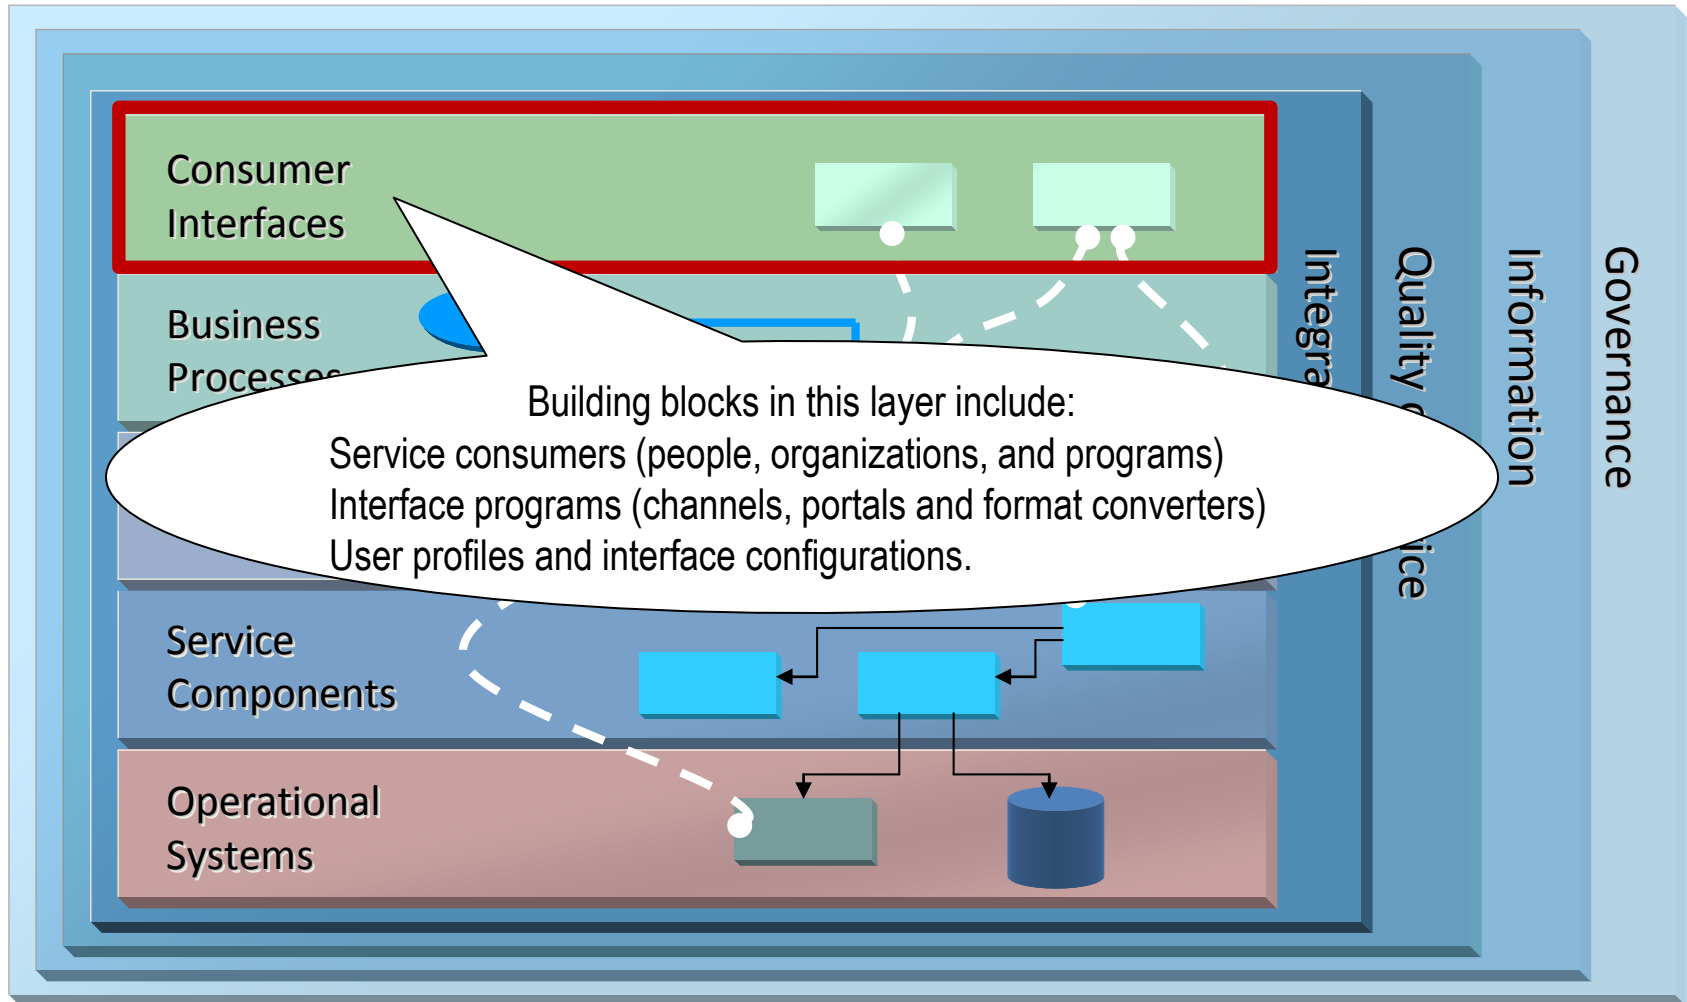 Consumer
Interfaces
Business
Processes
Building blocks in this layer include:
Service consumers (people, organizations, and programs)
Interface programs (channels, portals and format converters)
User profiles and interface configurations.
Service
Components
Operational
Systems
Quality
Information
Governance